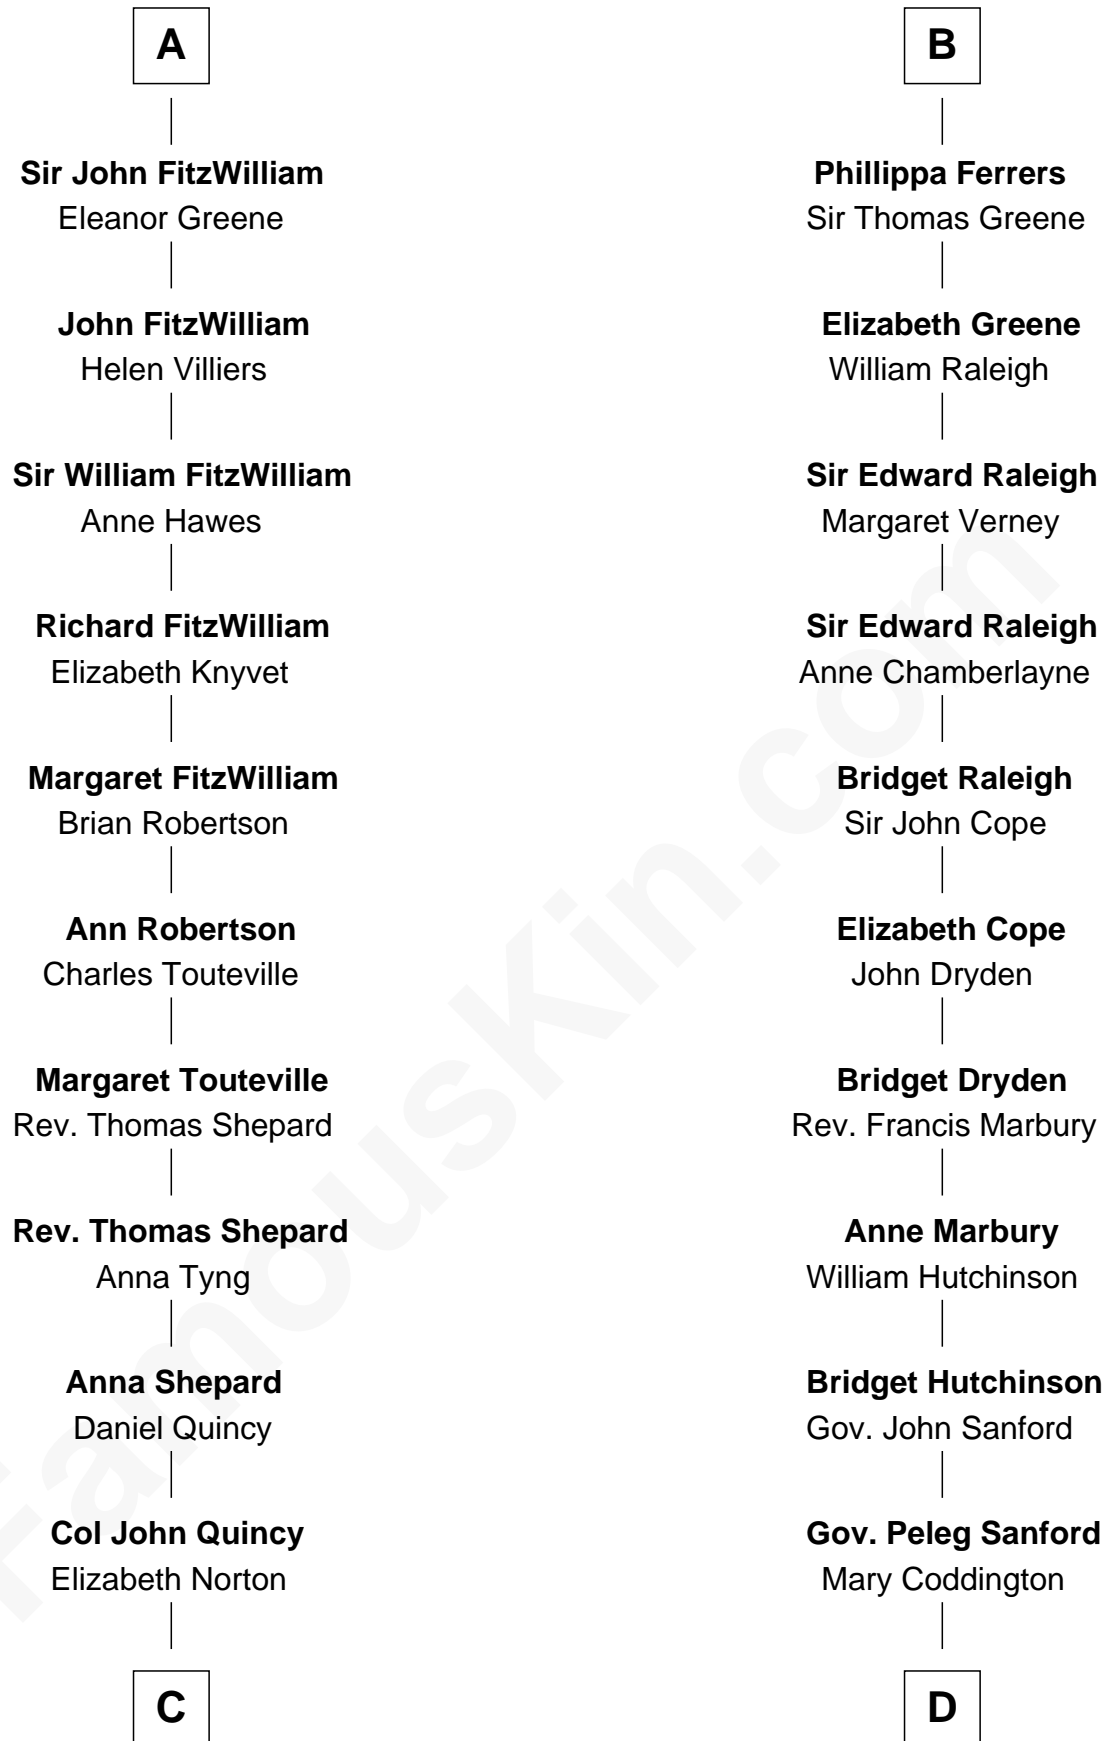 A
Sir John FitzWilliam
Eleanor Greene
John FitzWilliam
Helen Villiers
Sir William FitzWilliam
Anne Hawes
Richard FitzWilliam
Elizabeth Knyvet
Margaret FitzWilliam
Brian Robertson
Ann Robertson
Charles Touteville
Margaret Touteville
Rev. Thomas Shepard
Rev. Thomas Shepard
Anna Tyng
Anna Shepard
Daniel Quincy
Col John Quincy
Elizabeth Norton
C
B
Phillippa Ferrers
Sir Thomas Greene
Elizabeth Greene
William Raleigh
Sir Edward Raleigh
Margaret Verney
Sir Edward Raleigh
Anne Chamberlayne
Bridget Raleigh
Sir John Cope
Elizabeth Cope
John Dryden
Bridget Dryden
Rev. Francis Marbury
Anne Marbury
William Hutchinson
Bridget Hutchinson
Gov. John Sanford
Gov. Peleg Sanford
Mary Coddington
D
FamousKin.com